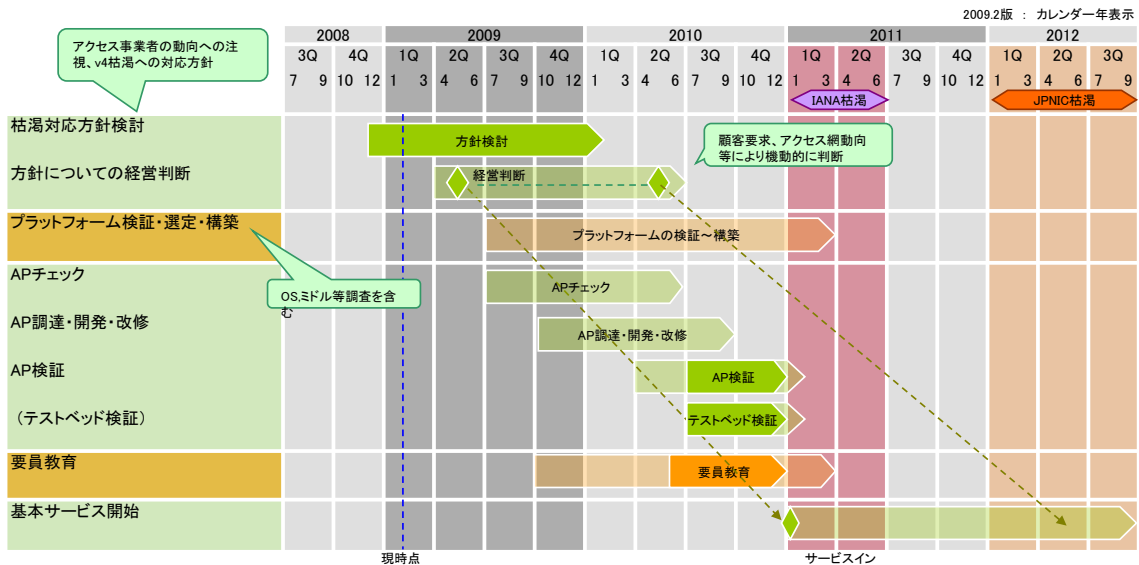 2009.2版 : カレンダー年表示
アクセス事業者の動向への注
視、v4枯渇への対応方針
2008 2009 2010 2011 2012
3Q 4Q 1Q 2Q 3Q 4Q 1Q 2Q 3Q 4Q 1Q 2Q 3Q 4Q 1Q 2Q 3Q
7 9 10 12 1 3 4 6 7 9 10 12 1 3 4 6 7 9 10 12 1 3 4 6 7 9 10 12 1 3 4 6 7 9
IANA枯渇 JPNIC枯渇
枯渇対応方針検討
方針検討
顧客要求、アクセス網動向
等により機動的に判断
方針についての経営判断
経営判断
プラットフォーム検証・選定・構築
プラットフォームの検証～構築
APチェック
APチェック
OS,ミドル等調査を含
む
AP調達・開発・改修
AP調達・開発・改修
AP検証
AP検証
（テストベッド検証）
テストベッド検証
要員教育
要員教育
基本サービス開始
現時点
サービスイン